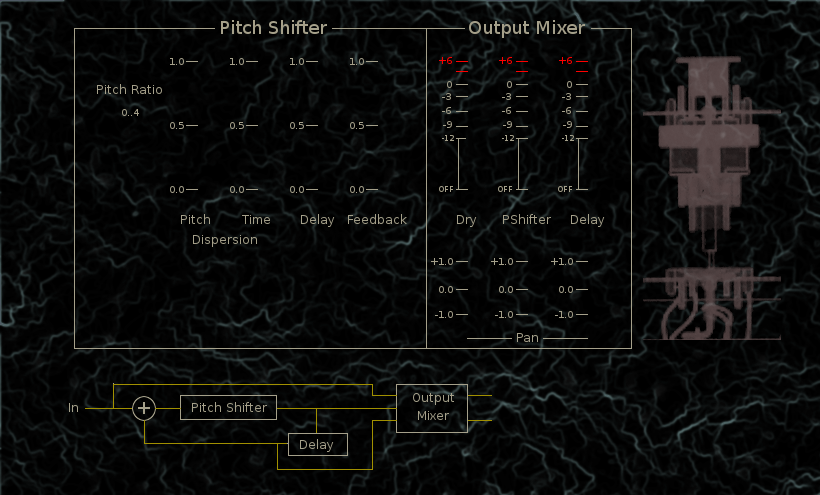 Pitch Shifter Output Mixer
1.0 1.0 1.0 1.0 +6 +6 +6
Pitch Ratio
0..4
0 0 0
-3 -3 -3
-6 -6 -6
0.5 0.5 0.5 0.5 -9 -9 -9
-12 -12 -12
0.0 0.0 0.0 0.0 OFF OFF OFF
Pitch Time Delay Feedback Dry PShifter Delay
Dispersion
+1.0 +1.0 +1.0
0.0 0.0 0.0
-1.0 -1.0 -1.0
Pan
In + Pitch Shifter Output
Mixer
Delay